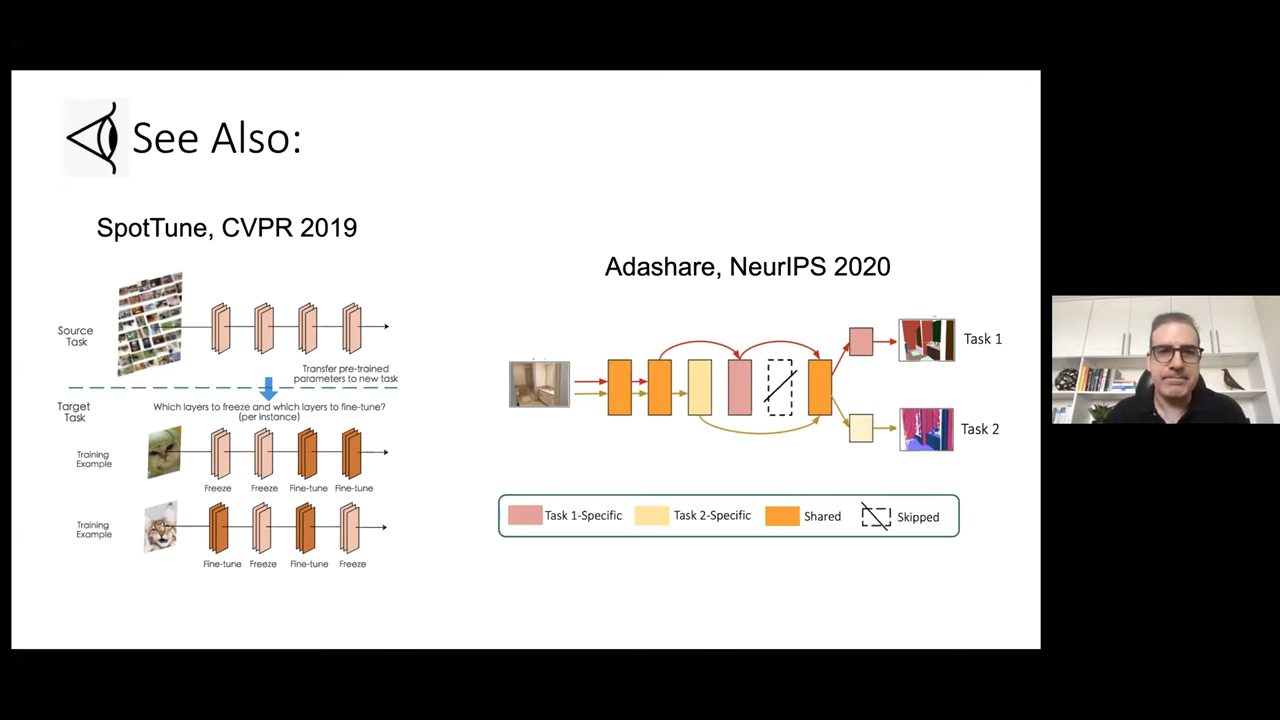 See Also:
SpotTune, CVPR 2019
Source
Task
Transfer pre-trained
parameters to new task
Target
Task
Which layers to freeze and which layers to fine-tune?
(per instance)
Training
Example
Freeze
Freeze
Fine-tune
Fine-tune
Training
Example
Fine-tune
Freeze
Fine-tune
Freeze
Adashare, NeurIPS 2020
Task 1
Task 2
Task 1-Specific
Task 2-Specific
Shared
Skipped